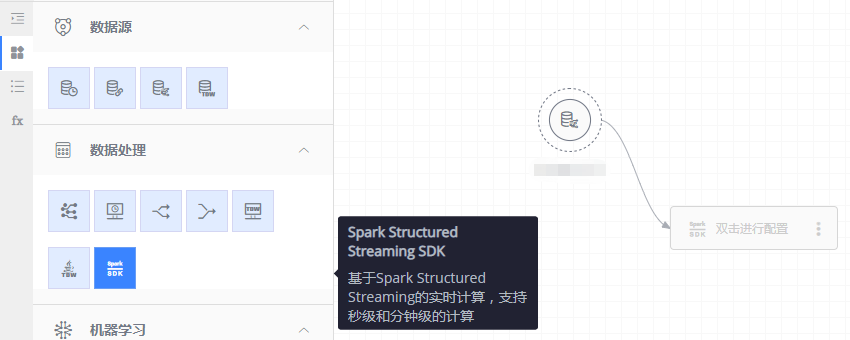 数据源
TDW
fx
数据处理
TDW
TDW
Spark
SDK
机器学习
Spark Structured
Streaming SDK
基于Spark Structured
Streaming的实时计算，支持
秒级和分钟级的计算
Spark
SDK
双击进行配置